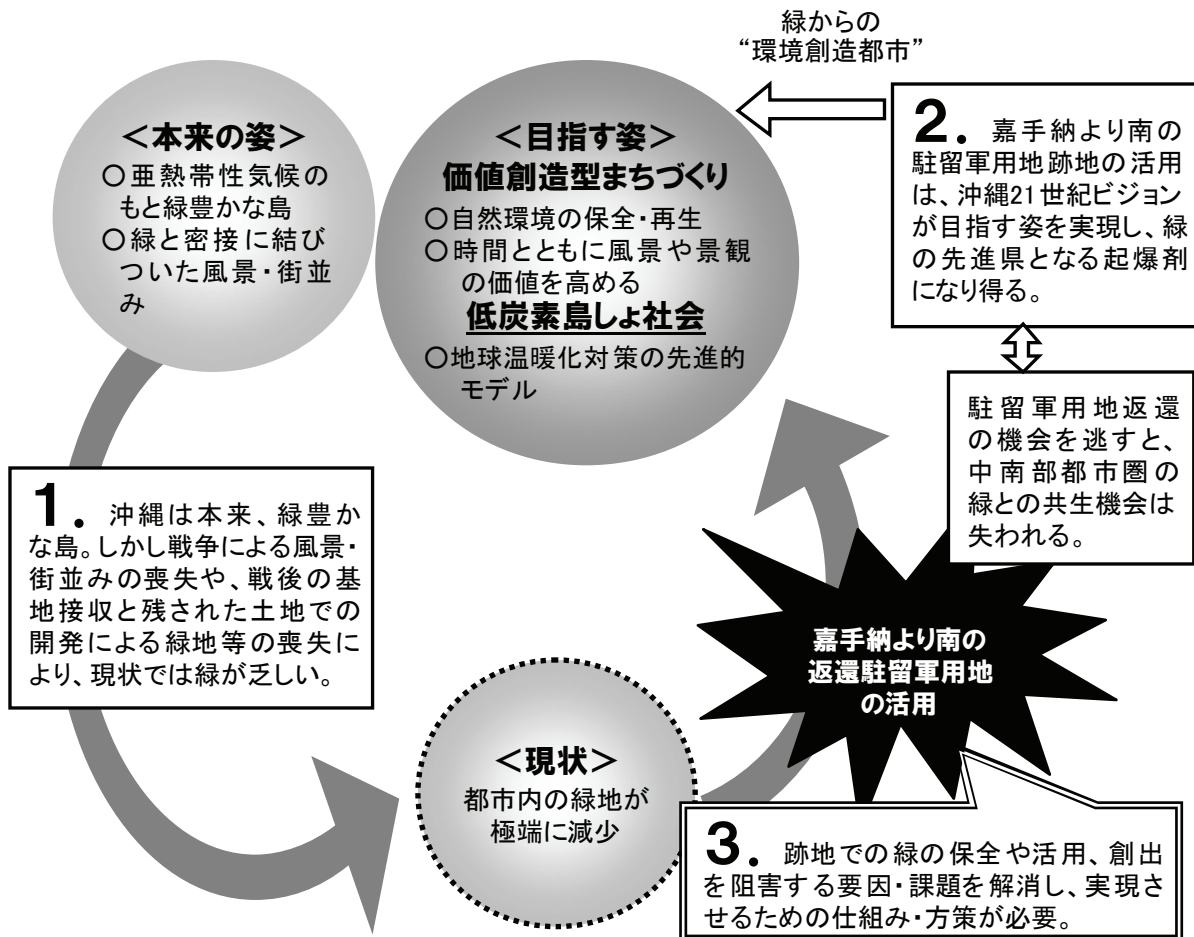 緑からの
“環境創造都市”
＜本来の姿＞
○亜熱帯性気候の
もと緑豊かな島
○緑と密接に結び
ついた風景・街並
み
＜目指す姿＞
価値創造型まちづくり
○自然環境の保全・再生
○時間とともに風景や景観
の価値を高める
低炭素島しょ社会
○地球温暖化対策の先進的
モデル
2．嘉手納より南の
駐留軍用地跡地の活用
は、沖縄21世紀ビジョン
が目指す姿を実現し、緑
の先進県となる起爆剤
になり得る。
駐留軍用地返還
の機会を逃すと、
中南部都市圏の
緑との共生機会は
失われる。
1．沖縄は本来、緑豊か
な島。しかし戦争による風景・
街並みの喪失や、戦後の基
地接収と残された土地での
開発による緑地等の喪失に
より、現状では緑が乏しい。
嘉手納より南の
返還駐留軍用地
の活用
＜現状＞
都市内の緑地が
極端に減少
3．跡地での緑の保全や活用、創出
を阻害する要因・課題を解消し、実現さ
せるための仕組み・方策が必要。